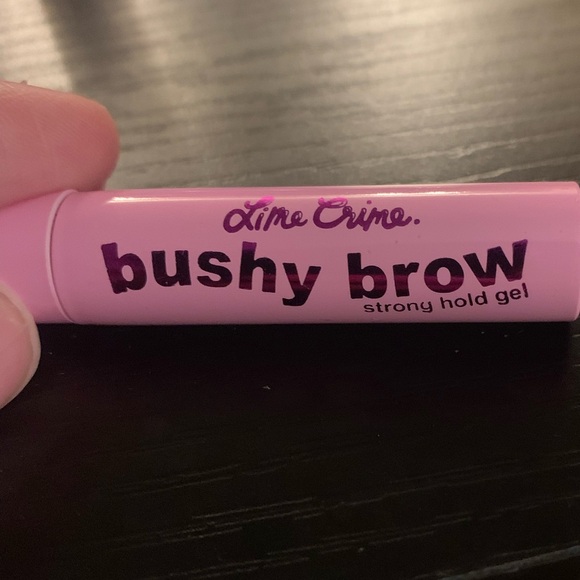 Lime Crime.
bushy brow
strong hold gel